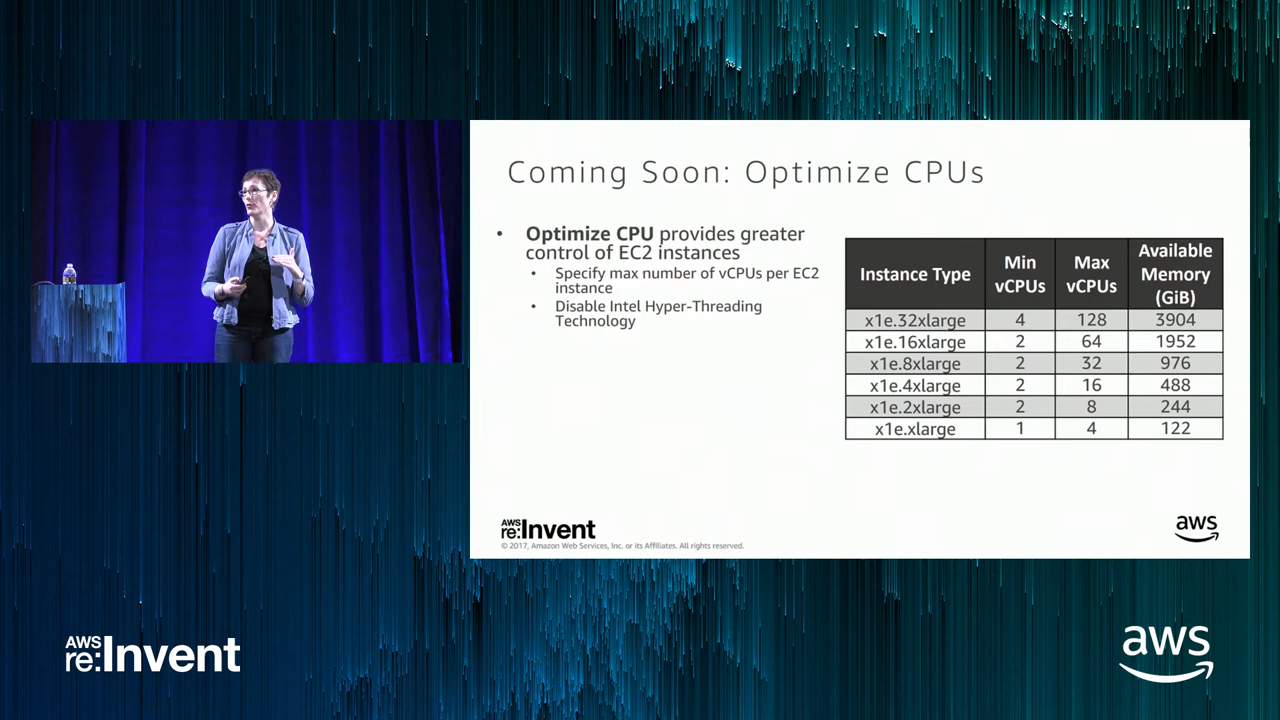 Coming Soon: Optimize CPUs
• Optimize CPU provides greater
control of EC2 instances
• Specify max number of vCPUs per EC2
instance
• Disable Intel Hyper-Threading
Technology
Instance Type Min vCPUs Max vCPUs Available Memory (GiB)
x1e.32xlarge 4 128 3904
x1e.16xlarge 2 64 1952
x1e.8xlarge 2 32 976
x1e.4xlarge 2 16 488
x1e.2xlarge 2 8 244
x1e.xlarge 1 4 122
AWS
re:Invent
© 2017, Amazon Web Services, Inc. or its Affiliates. All rights reserved.
aws
AWS
re:Invent
aws